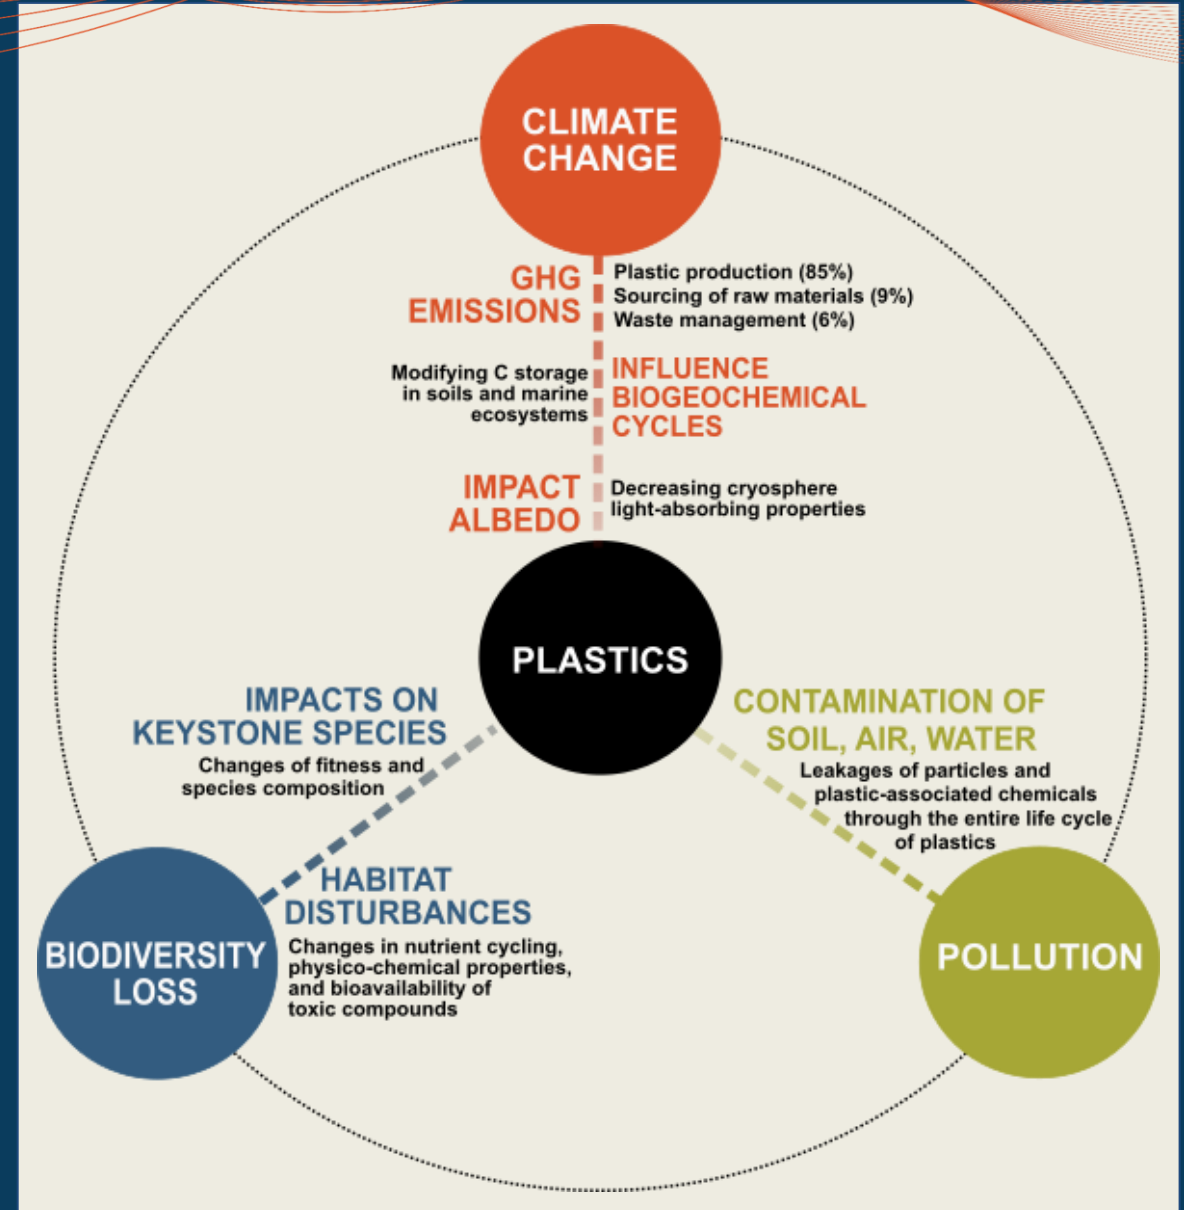 CLIMATE
CHANGE
GHG
EMISSIONS
Plastic production (85%)
Sourcing of raw materials (9%)
Waste management (6%)
Modifying C storage
in soils and marine
ecosystems
INFLUENCE
BIOGEOCHEMICAL
CYCLES
IMPACT
ALBEDO
Decreasing cryosphere
light-absorbing properties
PLASTICS
IMPACTS ON
KEYSTONE SPECIES
Changes of fitness and
species composition
CONTAMINATION OF
SOIL, AIR, WATER
Leakages of particles and
plastic-associated chemicals
through the entire life cycle
of plastics
HABITAT
DISTURBANCES
Changes in nutrient cycling,
physico-chemical properties,
and bioavailability of
toxic compounds
BIODIVERSITY
LOSS
POLLUTION